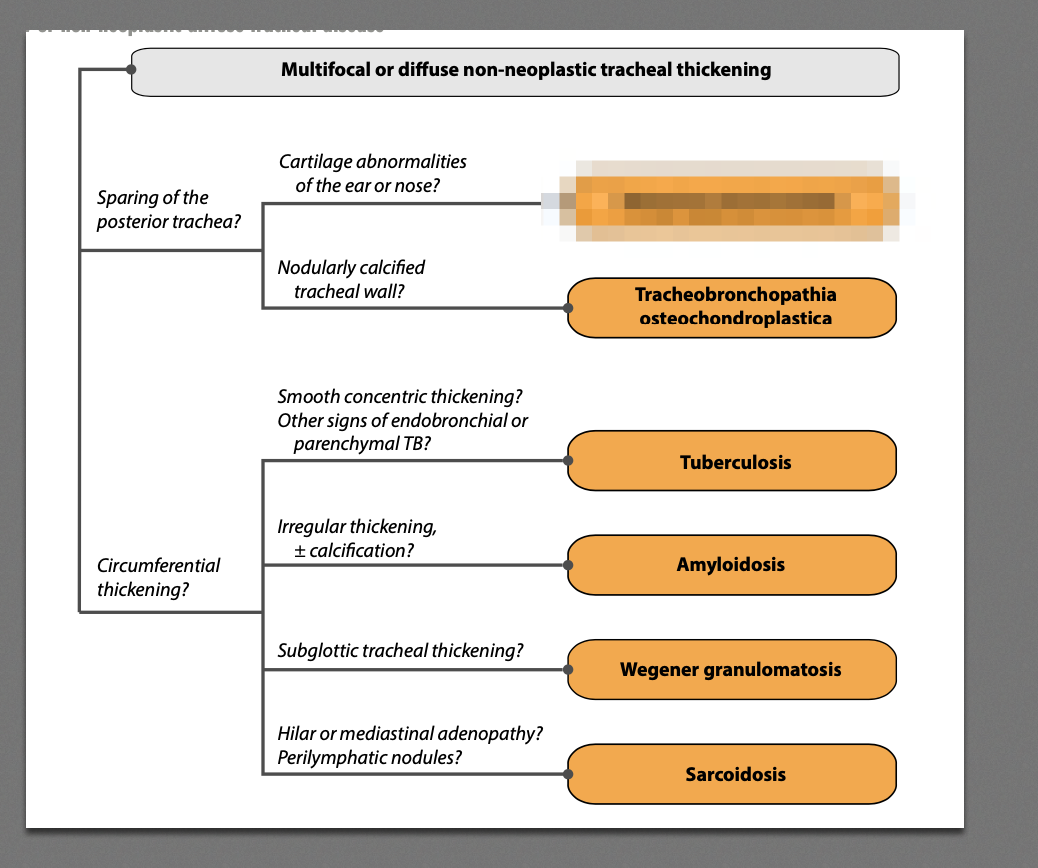 Multifocal or diffuse non-neoplastic tracheal thickening
Cartilage abnormalities
of the ear or nose?
Sparing of the
posterior trachea?
Nodularly calcified
tracheal wall?
Tracheobronchopathia
osteochondroplastica
Smooth concentric thickening?
Other signs of endobronchial or
parenchymal TB?
Tuberculosis
Irregular thickening,
± calcification?
Amyloidosis
Circumferential
thickening?
Subglottic tracheal thickening?
Wegener granulomatosis
Hilar or mediastinal adenopathy?
Perilymphatic nodules?
Sarcoidosis